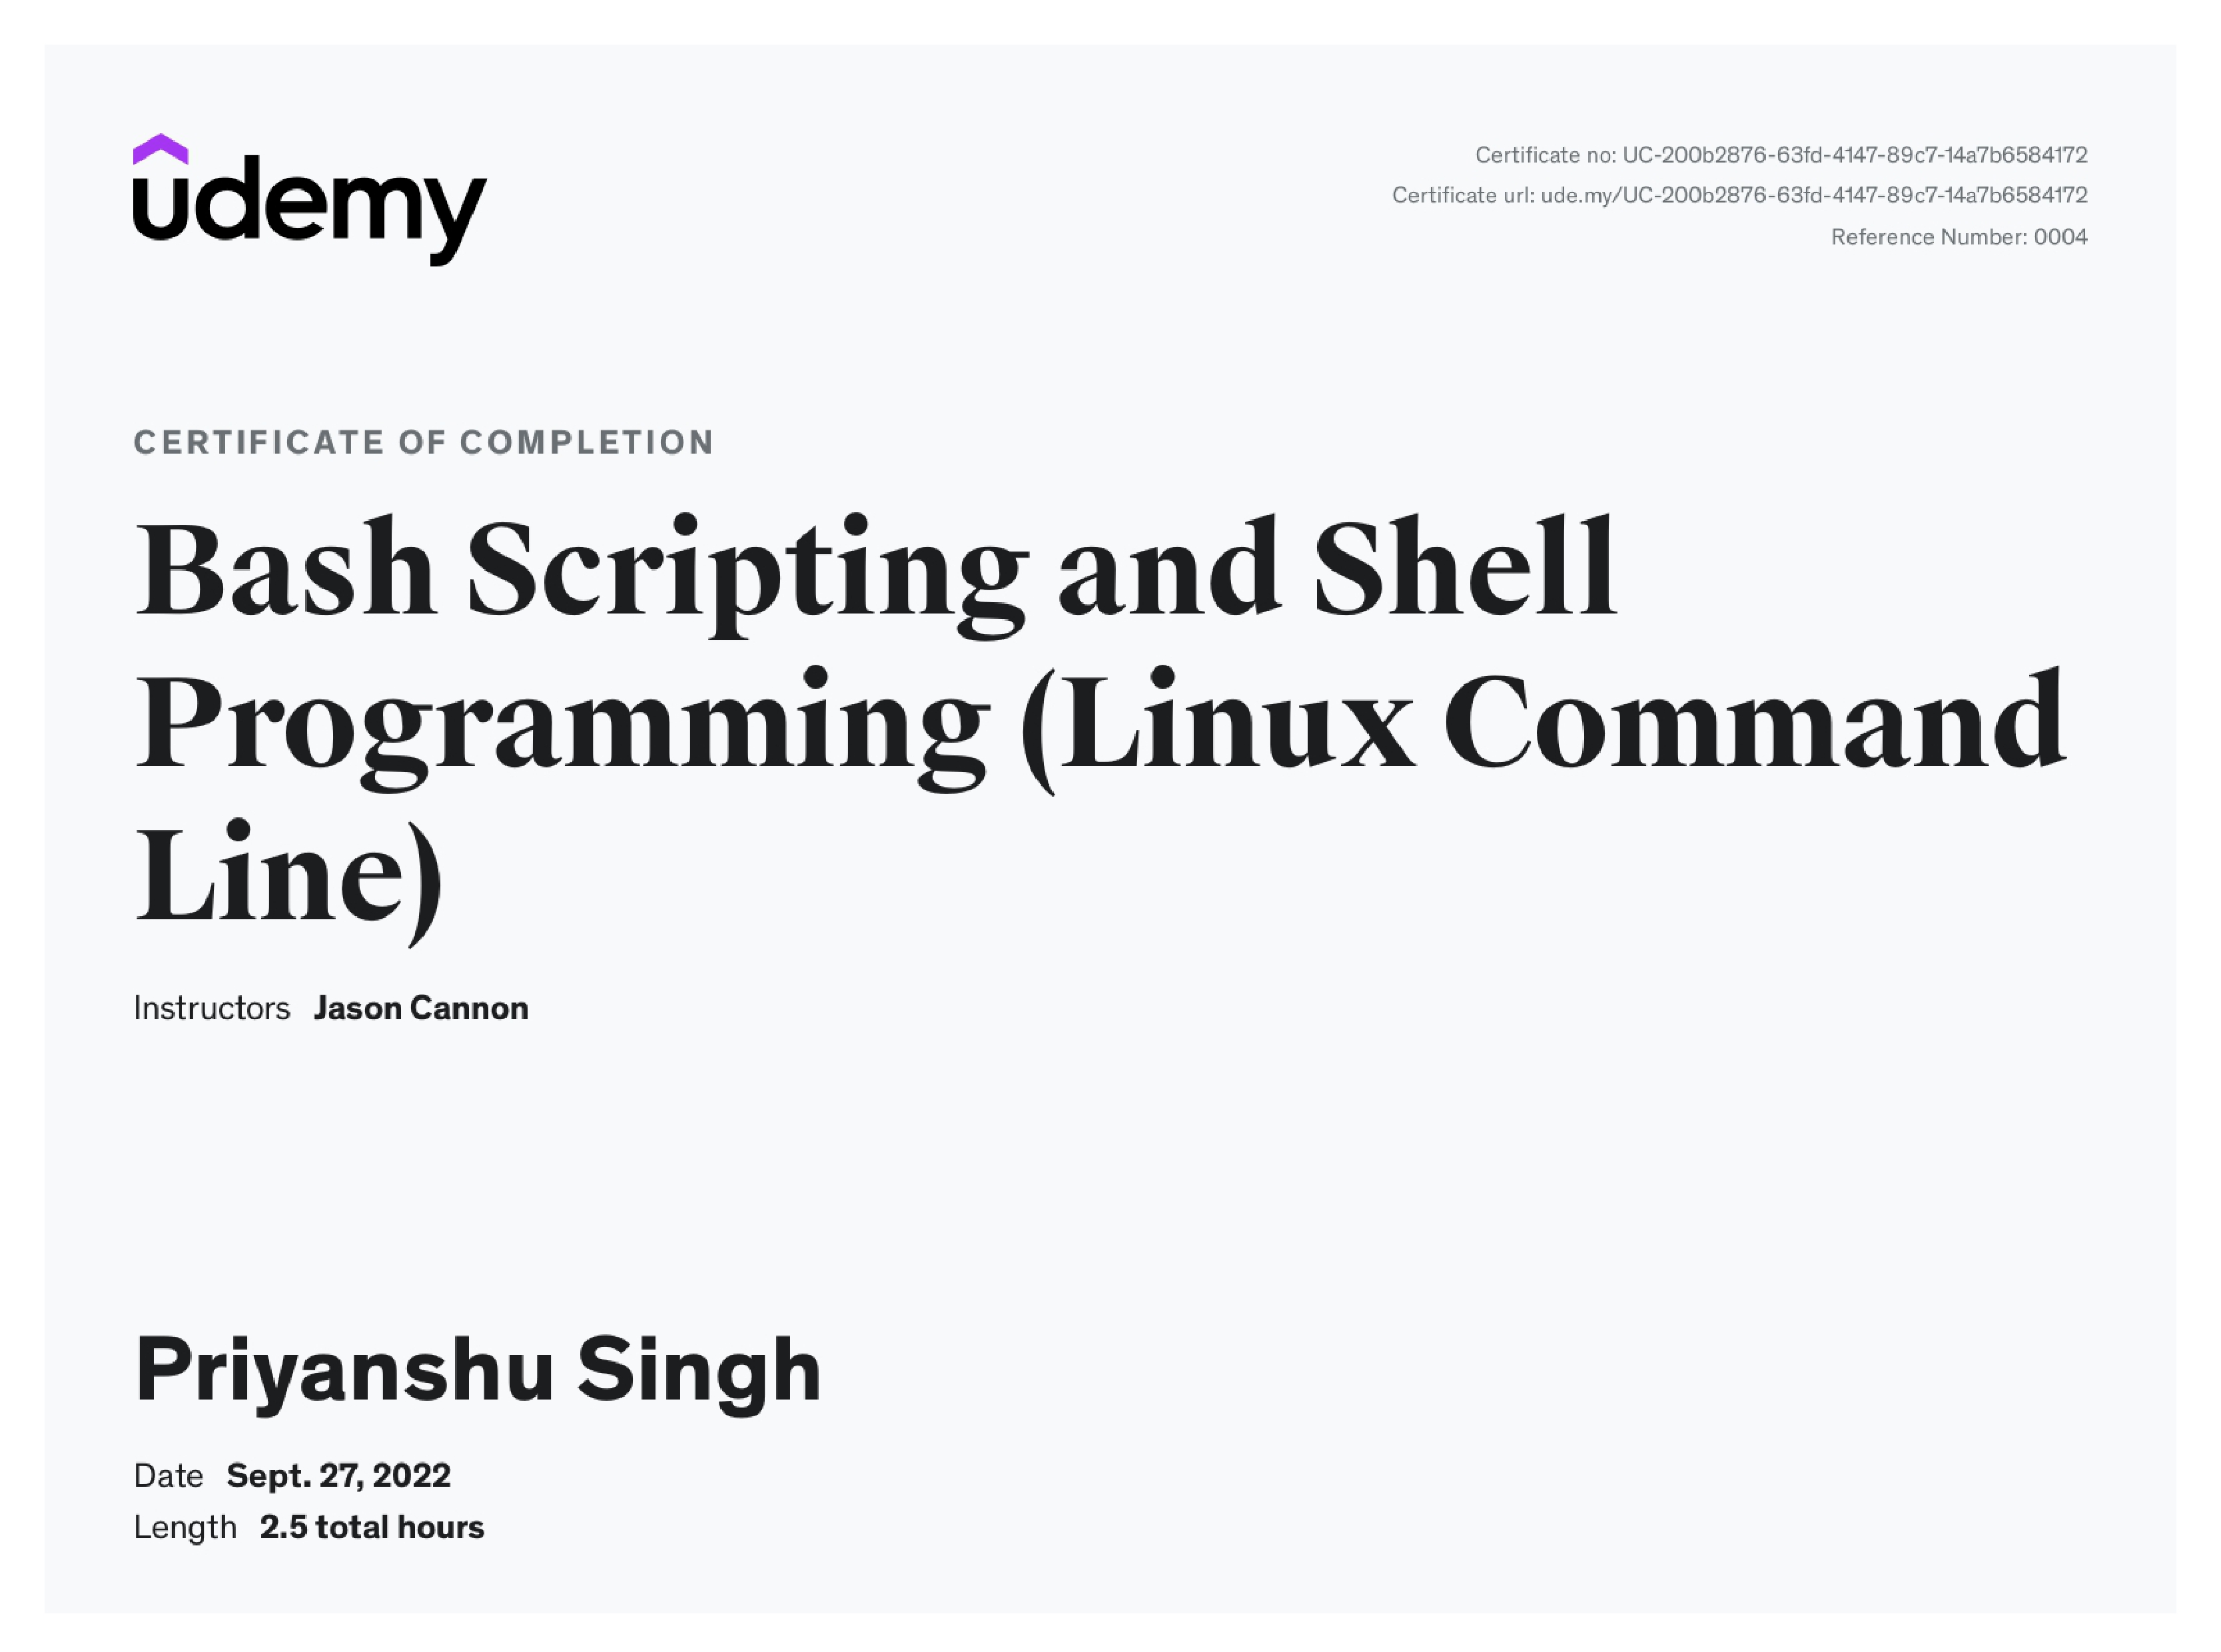 udemy
Certificate no: UC-200b2876-63fd-4147-89c7-14a7b6584172
Certificate url: ude.my/UC-200b2876-63fd-4147-89c7-14a7b6584172
Reference Number: 0004
CERTIFICATE OF COMPLETION
Bash Scripting and Shell
Programming (Linux Command
Line)
Instructors Jason Cannon
Priyanshu Singh
Date Sept. 27, 2022
Length 2.5 total hours